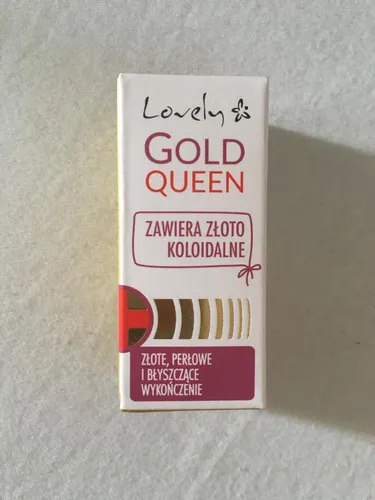 Lovely
GOLD
QUEEN
ZAWIERA ZŁOTO
KOLOIDALNE
ZŁOTE, PERŁOWE
I BŁYSZCZĄCE
WYKOŃCZENIE